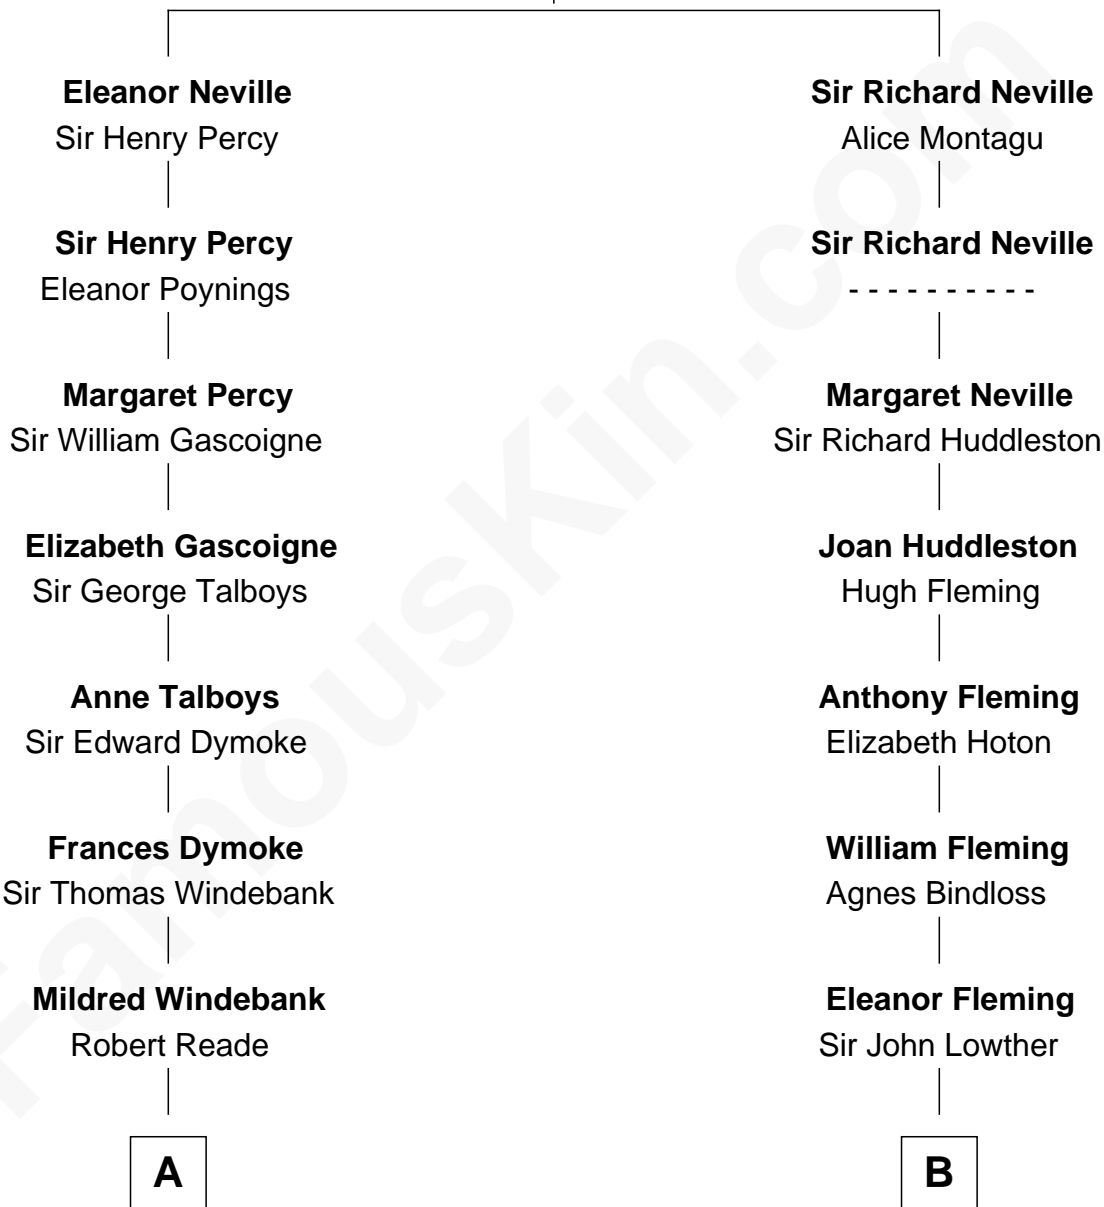 Eleanor Neville
Sir Henry Percy
Sir Henry Percy
Eleanor Poynings
Margaret Percy
Sir William Gascoigne
Elizabeth Gascoigne
Sir George Talboys
Anne Talboys
Sir Edward Dymoke
Frances Dymoke
Sir Thomas Windebank
Mildred Windebank
Robert Reade
A
Sir Richard Neville
Alice Montagu
Sir Richard Neville
- - - - - - - - - -
Margaret Neville
Sir Richard Huddleston
Joan Huddleston
Hugh Fleming
Anthony Fleming
Elizabeth Hoton
William Fleming
Agnes Bindloss
Eleanor Fleming
Sir John Lowther
B
FamousKin.com